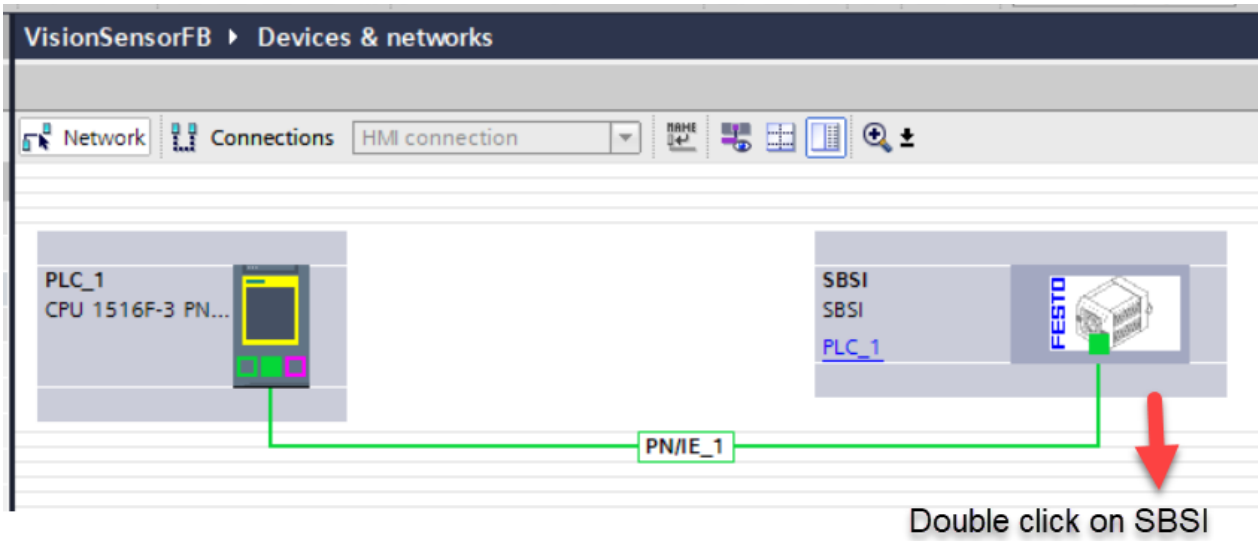 VisionSensorFB ▸ Devices & networks
Network Connections HMI connection
NAME
PLC_1
CPU 1516F-3 PN...
SBSI
SBSI
PLC_1
FESTO
PN/IE_1
Double click on SBSI